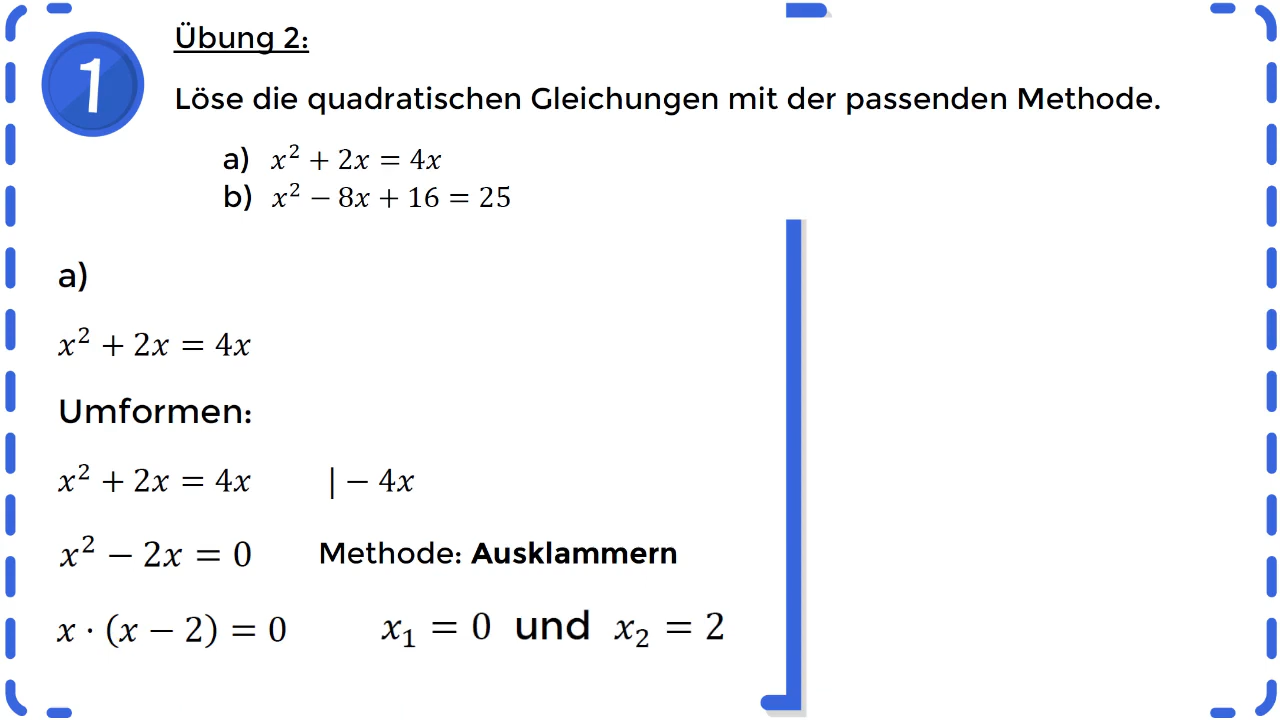 1
Übung 2:
Löse die quadratischen Gleichungen mit der passenden Methode.
a) x² + 2x = 4x
b) x² − 8x + 16 = 25
a)
x² + 2x = 4x
Umformen:
x² + 2x = 4x | − 4x
x² − 2x = 0 Methode: Ausklammern
x · (x − 2) = 0 x₁ = 0 und x₂ = 2